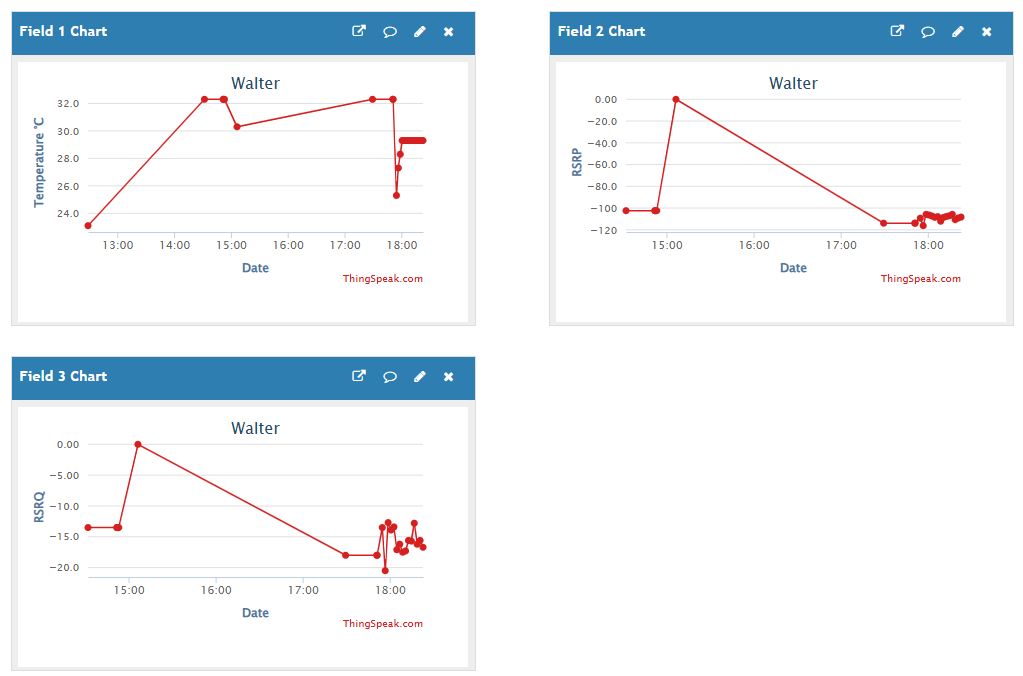 Field 1 Chart
Walter
Temperature °C
32.0
30.0
28.0
26.0
24.0
13:00 14:00 15:00 16:00 17:00 18:00
Date
ThingSpeak.com
Field 2 Chart
Walter
RSRP
0.00
−20.0
−40.0
−60.0
−80.0
−100
−120
15:00 16:00 17:00 18:00
Date
ThingSpeak.com
Field 3 Chart
Walter
RSRQ
0.00
−5.00
−10.0
−15.0
−20.0
15:00 16:00 17:00 18:00
Date
ThingSpeak.com